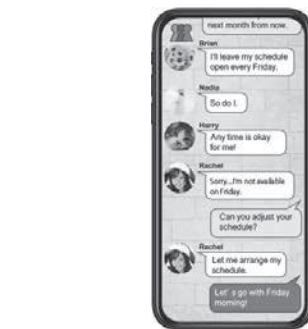 next month from now.
Brian
I'll leave my schedule
open every Friday.
Nadia
So do I.
Harry
Any time is okay
for me!
Rachel
Sorry...I'm not available
on Friday.
Can you adjust your
schedule?
Rachel
Let me arrange my
schedule.
Let's go with Friday
morning!